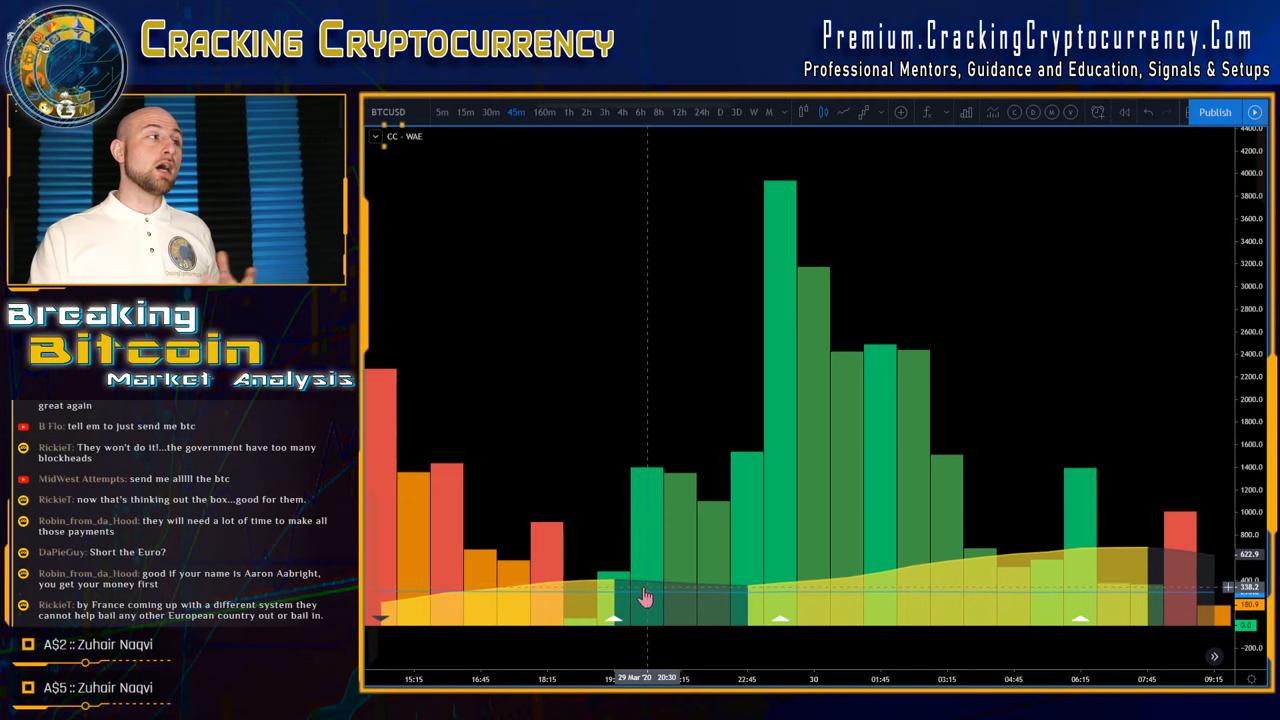 Cracking Cryptocurrency
Premium.CrackingCryptocurrency.Com
Professional Mentors, Guidance and Education, Signals & Setups
BTCUSD 5m 15m 30m 45m 160m 1h 2h 3h 4h 6h 8h 12h 24h D 3D W M
C D M V
Publish
CC - WAE
4400.0
4200.0
4000.0
3800.0
3600.0
3400.0
3200.0
3000.0
2800.0
2600.0
2400.0
2200.0
2000.0
1800.0
1600.0
1400.0
1200.0
1000.0
800.0
622.9
400.0
338.2
180.9
0.0
−200.0
15:15 16:45 18:15 29 Mar '20 20:30 22:45 30 01:45 03:15 04:45 06:15 07:45 09:15
Breaking
Bitcoin
Market Analysis
great again
B Flo: tell em to just send me btc
RickieT: They won't do it!...the government have too many
blockheads
MidWest Attempts: send me alllll the btc
RickieT: now that's thinking out the box...good for them.
Robin_from_da_Hood: they will need a lot of time to make all
those payments
DaPieGuy: Short the Euro?
Robin_from_da_Hood: good if your name is Aaron Aabright,
you get your money first
RickieT: by France coming up with a different system they
cannot help bail any other European country out or bail in.
A$2 :: Zuhair Naqvi
A$5 :: Zuhair Naqvi